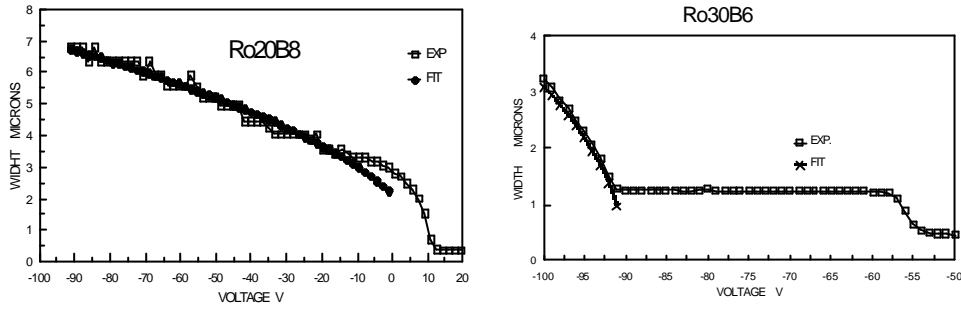 Ro20B8
8
7
6
5
4
3
2
1
0
WIDHT MICRONS
EXP
FIT
-100 -90 -80 -70 -60 -50 -40 -30 -20 -10 0 10 20
VOLTAGE V
Ro30B6
4
3
2
1
0
WIDTH MICRONS
EXP.
FIT
-100 -95 -90 -85 -80 -75 -70 -65 -60 -55 -50
VOLTAGE V